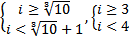 { i ≥ ∛10
{ i < ∛10 + 1 , { i ≥ 3
{ i < 4